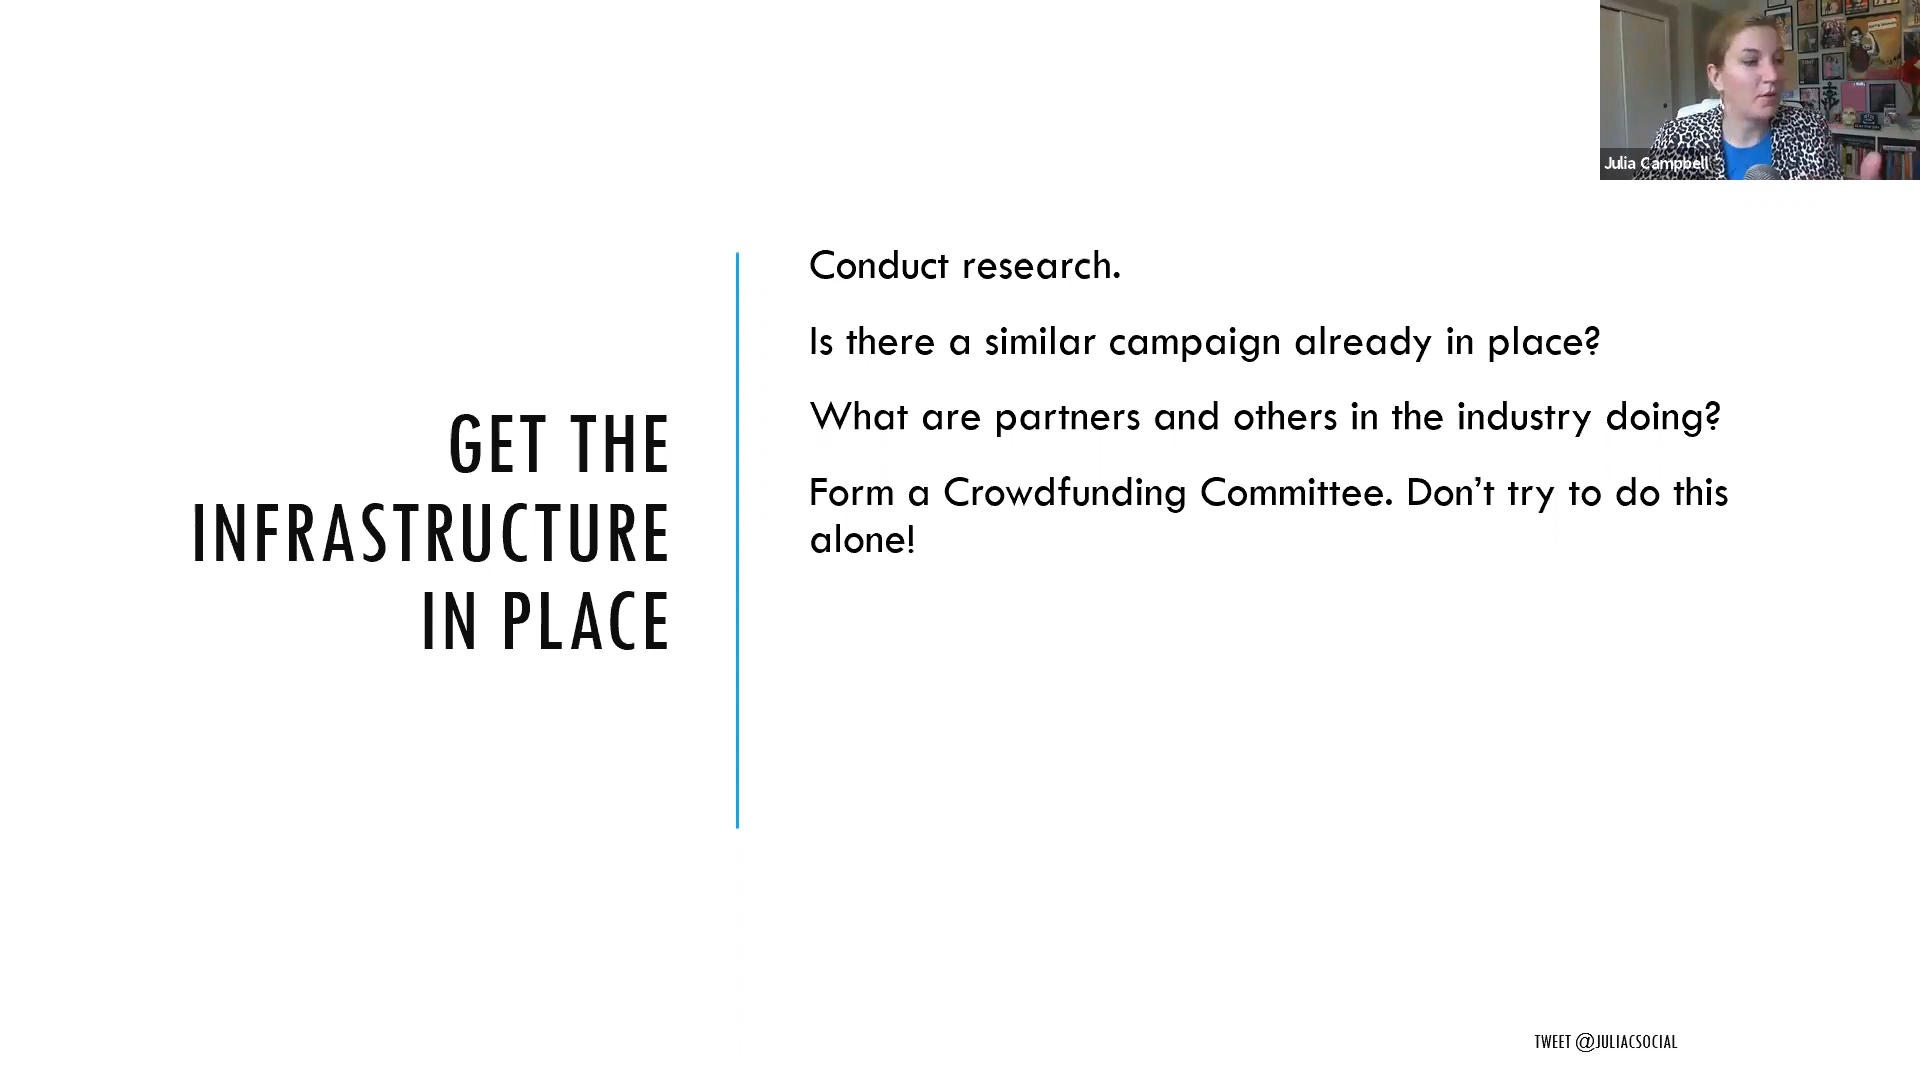 Julia Campbell
GET THE
INFRASTRUCTURE
IN PLACE
Conduct research.
Is there a similar campaign already in place?
What are partners and others in the industry doing?
Form a Crowdfunding Committee. Don’t try to do this
alone!
TWEET @JULIACSOCIAL